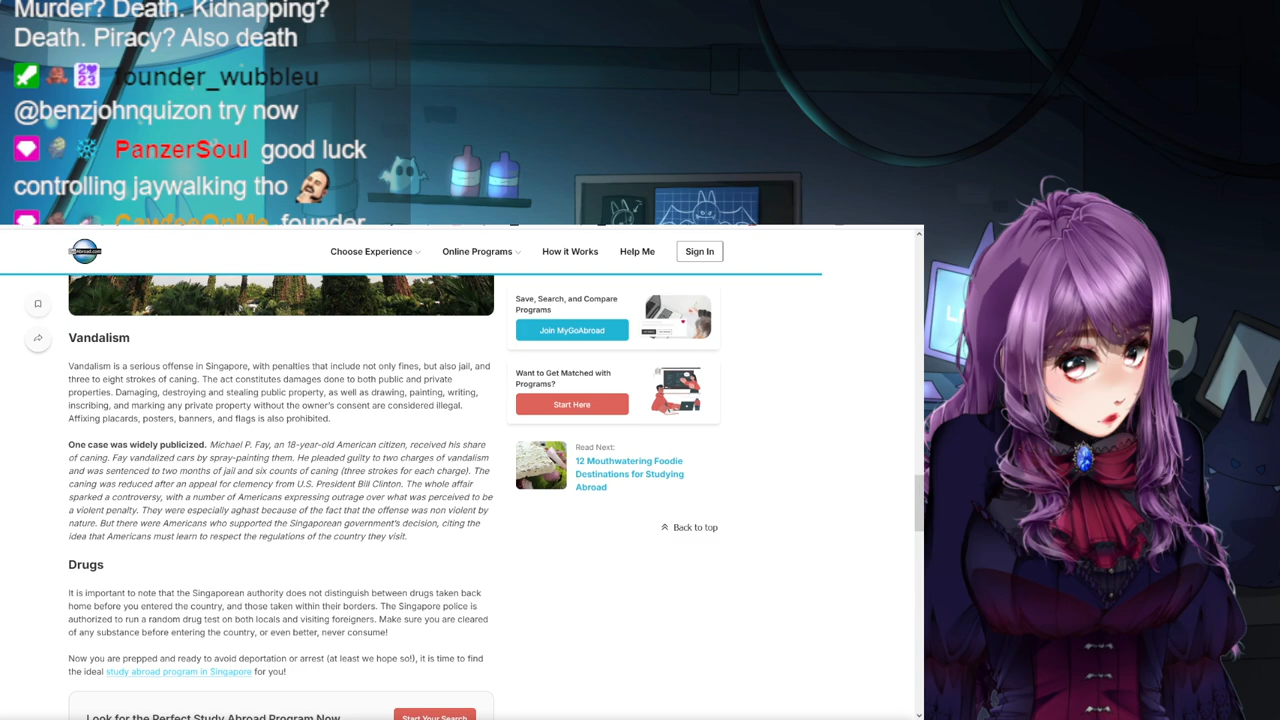 Murder? Death. Kidnapping?
Death. Piracy? Also death
founder_wubbleu
@benzjohnquizon try now
PanzerSoul good luck
controlling jaywalking tho
founder
Choose Experience
Online Programs
How it Works
Help Me
Sign In
Vandalism
Vandalism is a serious offense in Singapore, with penalties that include not only fines, but also jail, and
three to eight strokes of caning. The act constitutes damages done to both public and private
properties. Damaging, destroying and stealing public property, as well as drawing, painting, writing,
inscribing, and marking any private property without the owner's consent are considered illegal.
Affixing placards, posters, banners, and flags is also prohibited.
One case was widely publicized. Michael P. Fay, an 18-year-old American citizen, received his share
of caning. Fay vandalized cars by spray-painting them. He pleaded guilty to two charges of vandalism
and was sentenced to two months of jail and six counts of caning (three strokes for each charge). The
caning was reduced after an appeal for clemency from U.S. President Bill Clinton. The whole affair
sparked a controversy, with a number of Americans expressing outrage over what was perceived to be
a violent penalty. They were especially aghast because of the fact that the offense was non violent by
nature. But there were Americans who supported the Singaporean government's decision, citing the
idea that Americans must learn to respect the regulations of the country they visit.
Drugs
It is important to note that the Singaporean authority does not distinguish between drugs taken back
home before you entered the country, and those taken within their borders. The Singapore police is
authorized to run a random drug test on both locals and visiting foreigners. Make sure you are cleared
of any substance before entering the country, or even better, never consume!
Now you are prepped and ready to avoid deportation or arrest (at least we hope so!), it is time to find
the ideal study abroad program in Singapore for you!
Look for the Perfect Study Abroad Program Now
Start Your Search
Save, Search, and Compare
Programs
Join MyGoAbroad
Want to Get Matched with
Programs?
Start Here
Read Next:
12 Mouthwatering Foodie
Destinations for Studying
Abroad
Back to top